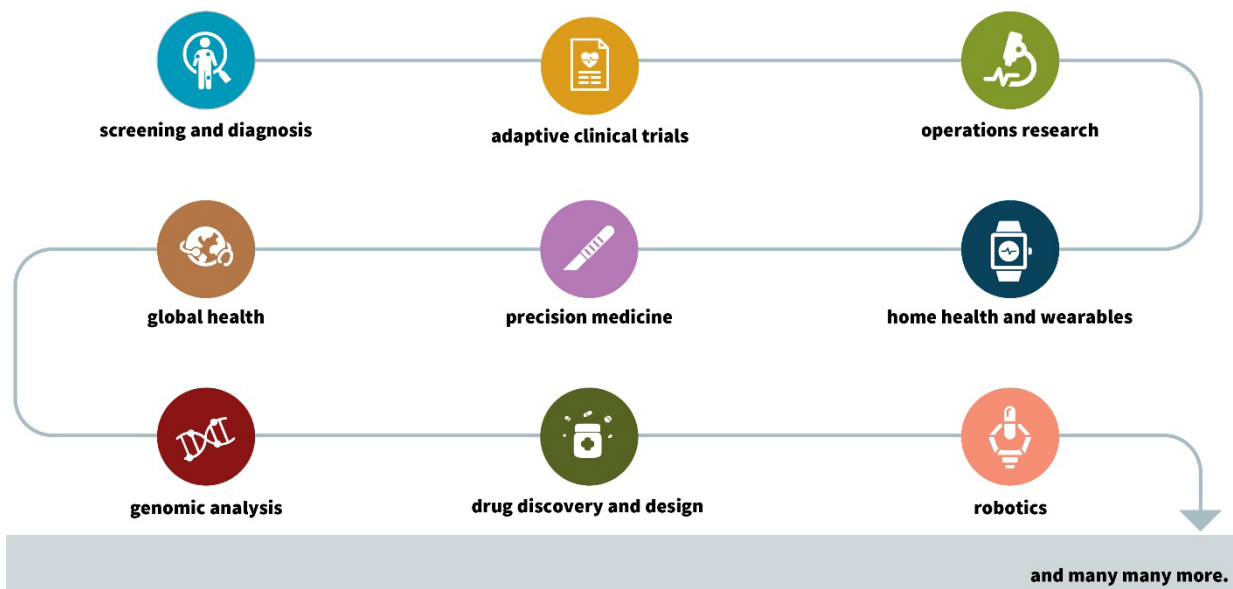 screening and diagnosis
adaptive clinical trials
operations research
global health
precision medicine
home health and wearables
genomic analysis
drug discovery and design
robotics
and many many more.